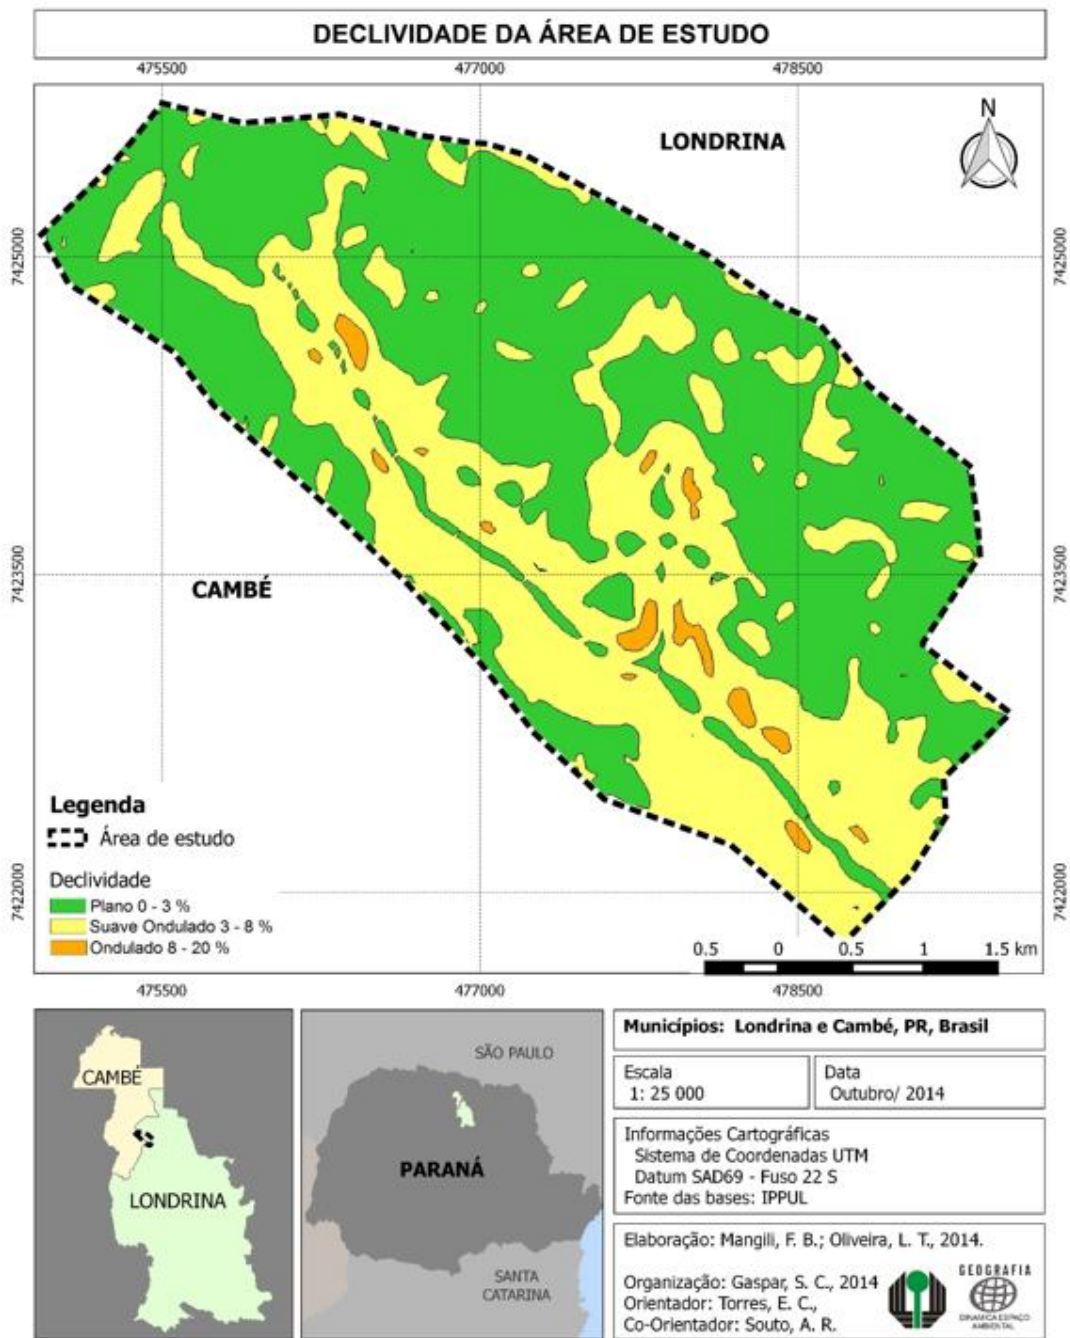 DECLIVIDADE DA ÁREA DE ESTUDO
475500 477000 478500
N
LONDRINA
7425000 7425000
7423500 7423500
CAMBÉ
Legenda
Área de estudo
Declividade
Plano 0 - 3 %
Suave Ondulado 3 - 8 %
Ondulado 8 - 20 %
7422000 7422000
0.5 0 0.5 1 1.5 km
475500 477000 478500
CAMBÉ
LONDRINA
SÃO PAULO
PARANÁ
SANTA
CATARINA
Municípios: Londrina e Cambé, PR, Brasil
Escala
1: 25 000
Data
Outubro/ 2014
Informações Cartográficas
Sistema de Coordenadas UTM
Datum SAD69 - Fuso 22 S
Fonte das bases: IPPUL
Elaboração: Mangili, F. B.; Oliveira, L. T., 2014.
Organização: Gaspar, S. C., 2014
Orientador: Torres, E. C.,
Co-Orientador: Souto, A. R.
GEOGRAFIA
DINÂMICA ESPAÇO
AMBIENTAL